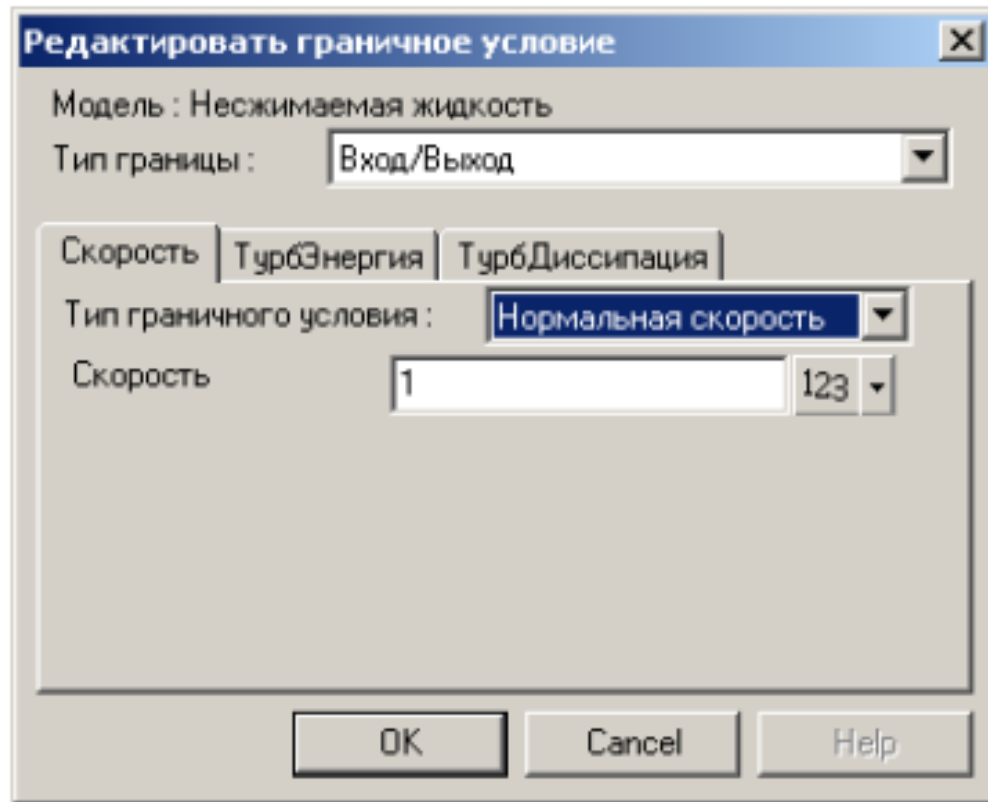 Редактировать граничное условие
Модель : Несжимаемая жидкость
Тип границы : Вход/Выход
Скорость ТурбЭнергия ТурбДиссипация
Тип граничного условия : Нормальная скорость
Скорость 1 123
OK Cancel Help